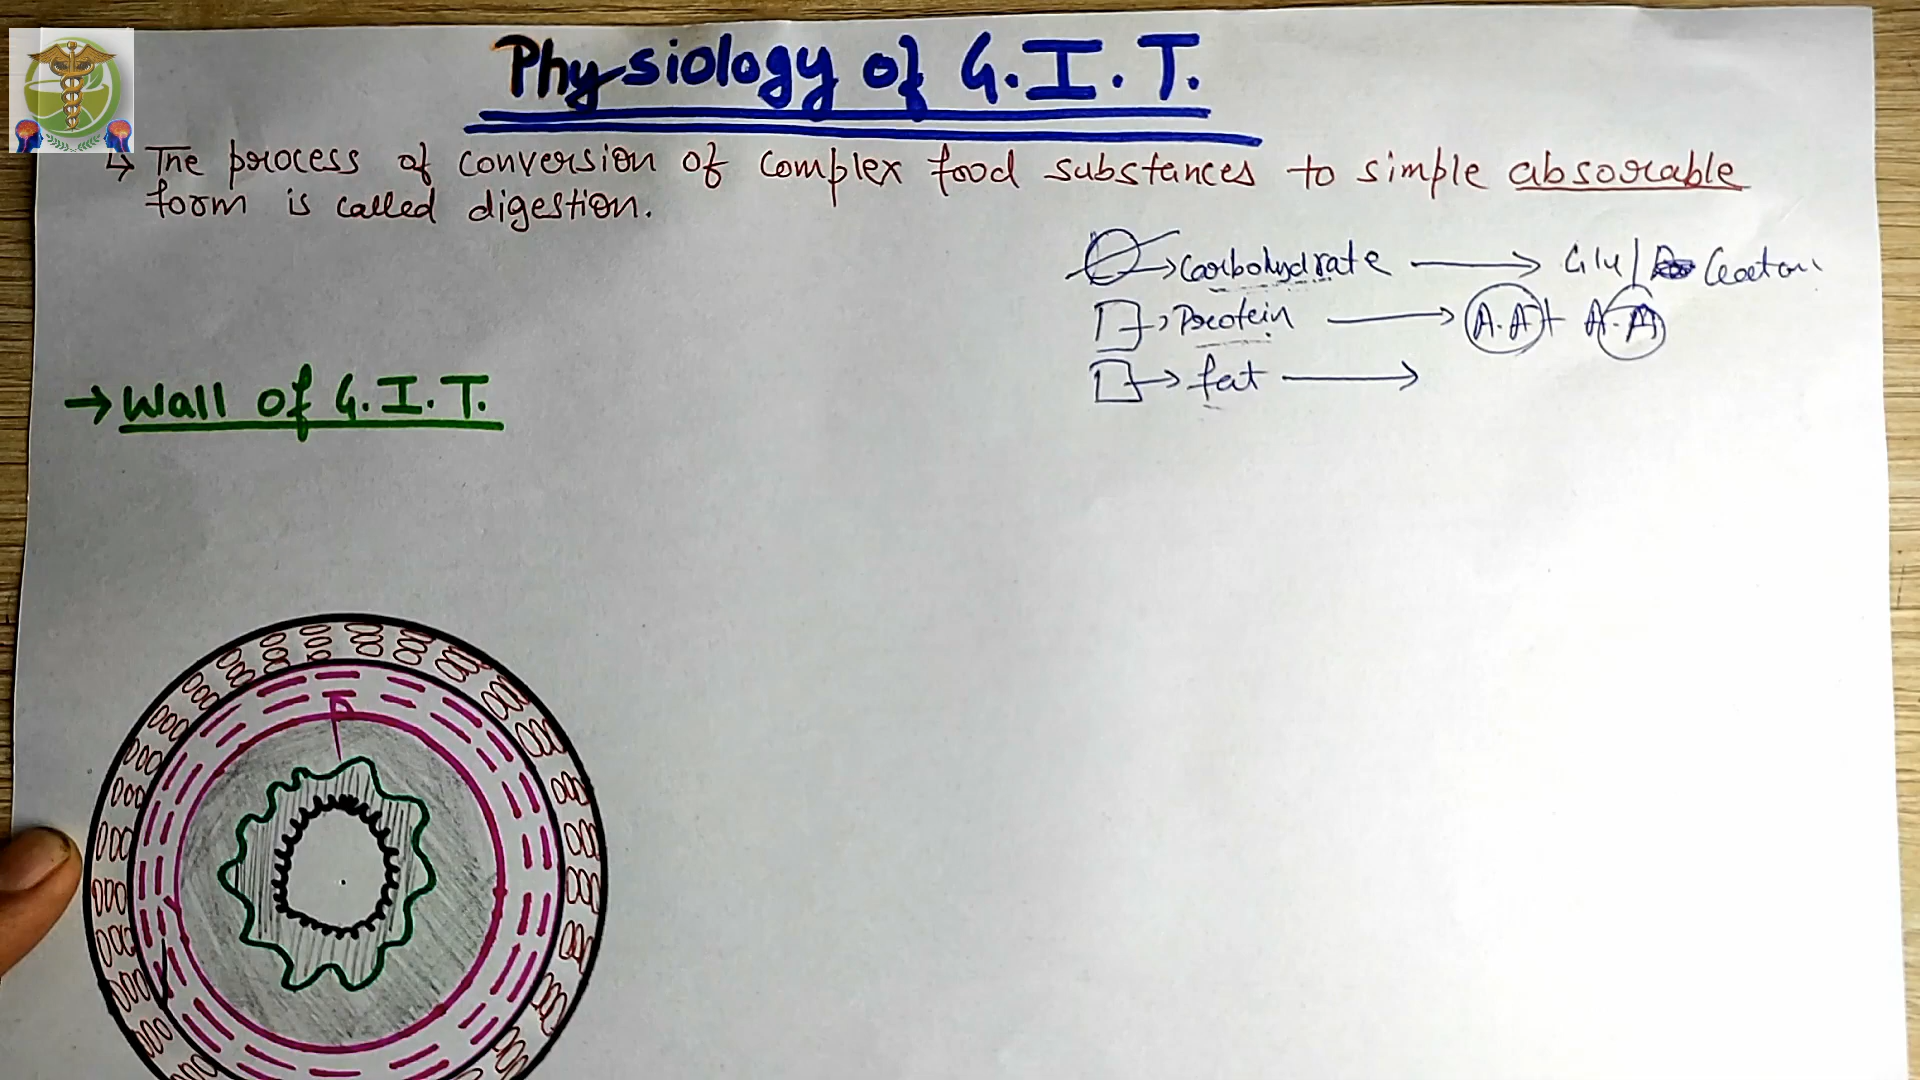 Physiology of G.I.T.
↳ The process of conversion of complex food substances to simple absorable
form is called digestion.
→ Carbohydrate → Glu/
→ Protein → A.A + A.A
→ fat →
→ Wall of G.I.T.